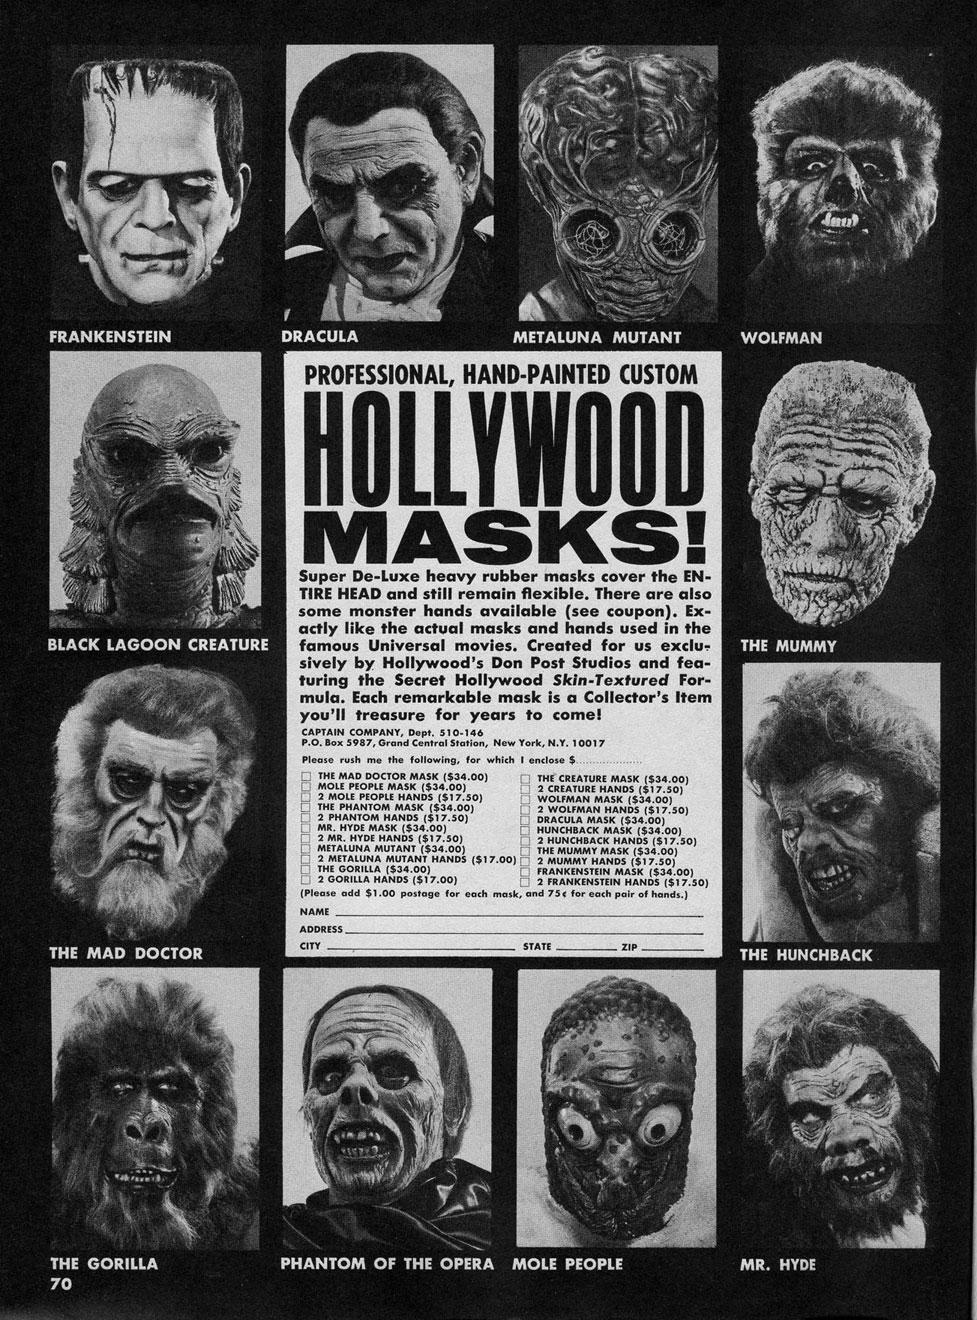 FRANKENSTEIN
DRACULA
METALUNA MUTANT
WOLFMAN
PROFESSIONAL, HAND-PAINTED CUSTOM
HOLLYWOOD
MASKS!
Super De-Luxe heavy rubber masks cover the EN-
TIRE HEAD and still remain flexible. There are also
some monster hands available (see coupon). Ex-
actly like the actual masks and hands used in the
famous Universal movies. Created for us exclu-
sively by Hollywood's Don Post Studios and fea-
turing the Secret Hollywood Skin-Textured For-
mula. Each remarkable mask is a Collector's Item
you'll treasure for years to come!
CAPTAIN COMPANY, Dept. 510-146
P.O. Box 5987, Grand Central Station, New York, N.Y. 10017
Please rush me the following, for which I enclose $....................
THE MAD DOCTOR MASK ($34.00)
MOLE PEOPLE MASK ($34.00)
2 MOLE PEOPLE HANDS ($17.50)
THE PHANTOM MASK ($34.00)
2 PHANTOM HANDS ($17.50)
MR. HYDE MASK ($34.00)
2 MR. HYDE HANDS ($17.50)
METALUNA MUTANT ($34.00)
2 METALUNA MUTANT HANDS ($17.00)
THE GORILLA ($34.00)
2 GORILLA HANDS ($17.00)
THE CREATURE MASK ($34.00)
2 CREATURE HANDS ($17.50)
WOLFMAN MASK ($34.00)
2 WOLFMAN HANDS ($17.50)
DRACULA MASK ($34.00)
HUNCHBACK MASK ($34.00)
2 HUNCHBACK HANDS ($17.50)
THE MUMMY MASK ($34.00)
2 MUMMY HANDS ($17.50)
FRANKENSTEIN MASK ($34.00)
2 FRANKENSTEIN HANDS ($17.50)
(Please add $1.00 postage for each mask, and 75¢ for each pair of hands.)
NAME
ADDRESS
CITY STATE ZIP
BLACK LAGOON CREATURE
THE MUMMY
THE MAD DOCTOR
THE HUNCHBACK
THE GORILLA
PHANTOM OF THE OPERA
MOLE PEOPLE
MR. HYDE
70